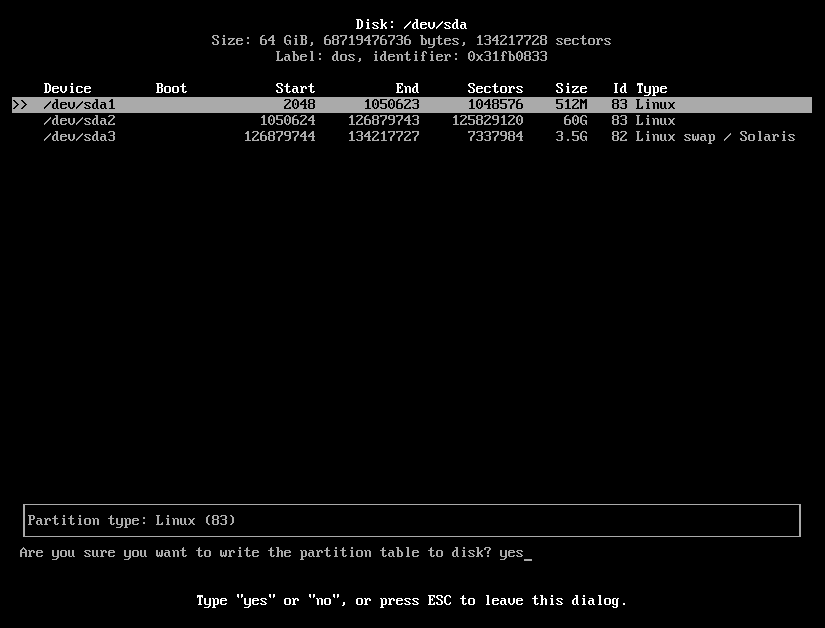 Disk: /dev/sda
Size: 64 GiB, 68719476736 bytes, 134217728 sectors
Label: dos, identifier: 0x31fb0833
Device Boot Start End Sectors Size Id Type
>> /dev/sda1 2048 1050623 1048576 512M 83 Linux
/dev/sda2 1050624 126879743 125829120 60G 83 Linux
/dev/sda3 126879744 134217727 7337984 3.5G 82 Linux swap / Solaris
Partition type: Linux (83)
Are you sure you want to write the partition table to disk? yes_
Type "yes" or "no", or press ESC to leave this dialog.